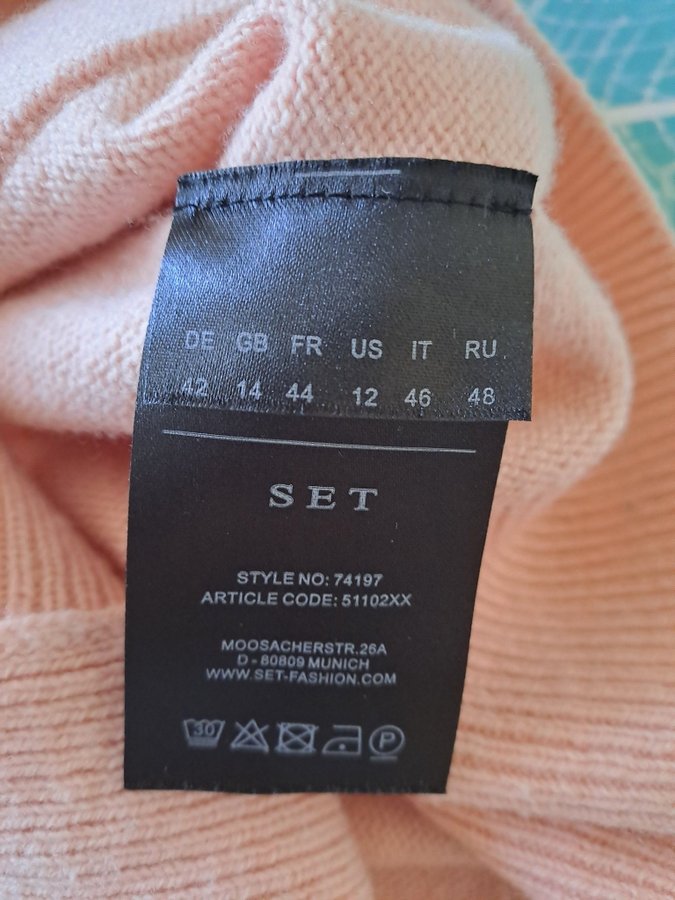 DE GB FR US IT RU
42 14 44 12 46 48
SET
STYLE NO: 74197
ARTICLE CODE: 51102XX
MOOSACHERSTR.26A
D - 80809 MUNICH
WWW.SET-FASHION.COM
30 P